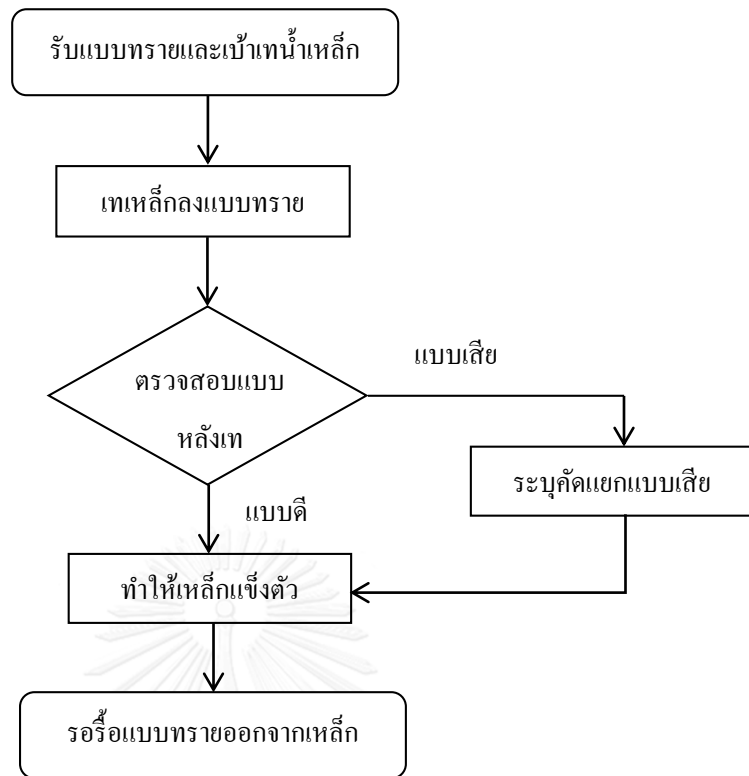 รับแบบทรายและเบ้าเทน้ำเหล็ก
เทเหล็กลงแบบทราย
ตรวจสอบแบบ
หลังเท
แบบเสีย
ระบุคัดแยกแบบเสีย
แบบดี
ทำให้เหล็กแข็งตัว
รอรื้อแบบทรายออกจากเหล็ก